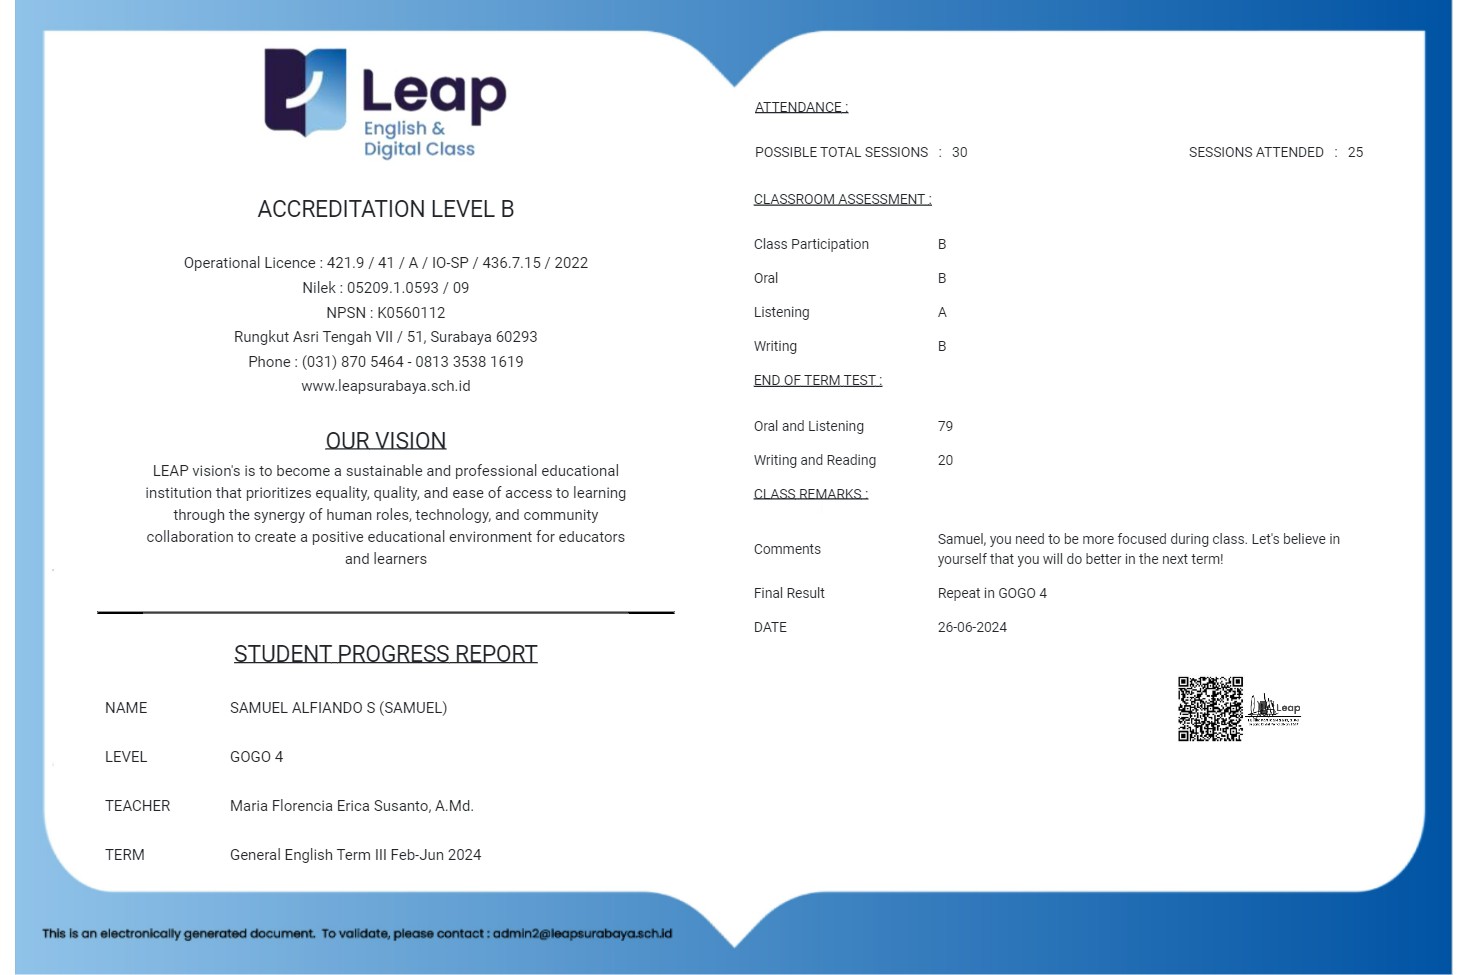 Leap
English &
Digital Class
ACCREDITATION LEVEL B
Operational Licence : 421.9 / 41 / A / IO-SP / 436.7.15 / 2022
Nilek : 05209.1.0593 / 09
NPSN : K0560112
Rungkut Asri Tengah VII / 51, Surabaya 60293
Phone : (031) 870 5464 - 0813 3538 1619
www.leapsurabaya.sch.id
OUR VISION
LEAP vision's is to become a sustainable and professional educational
institution that prioritizes equality, quality, and ease of access to learning
through the synergy of human roles, technology, and community
collaboration to create a positive educational environment for educators
and learners
STUDENT PROGRESS REPORT
NAME SAMUEL ALFIANDO S (SAMUEL)
LEVEL GOGO 4
TEACHER Maria Florencia Erica Susanto, A.Md.
TERM General English Term III Feb-Jun 2024
ATTENDANCE :
POSSIBLE TOTAL SESSIONS : 30 SESSIONS ATTENDED : 25
CLASSROOM ASSESSMENT :
Class Participation B
Oral B
Listening A
Writing B
END OF TERM TEST :
Oral and Listening 79
Writing and Reading 20
CLASS REMARKS :
Comments Samuel, you need to be more focused during class. Let's believe in
yourself that you will do better in the next term!
Final Result Repeat in GOGO 4
DATE 26-06-2024
Leap
This is an electronically generated document. To validate, please contact : admin2@leapsurabaya.sch.id